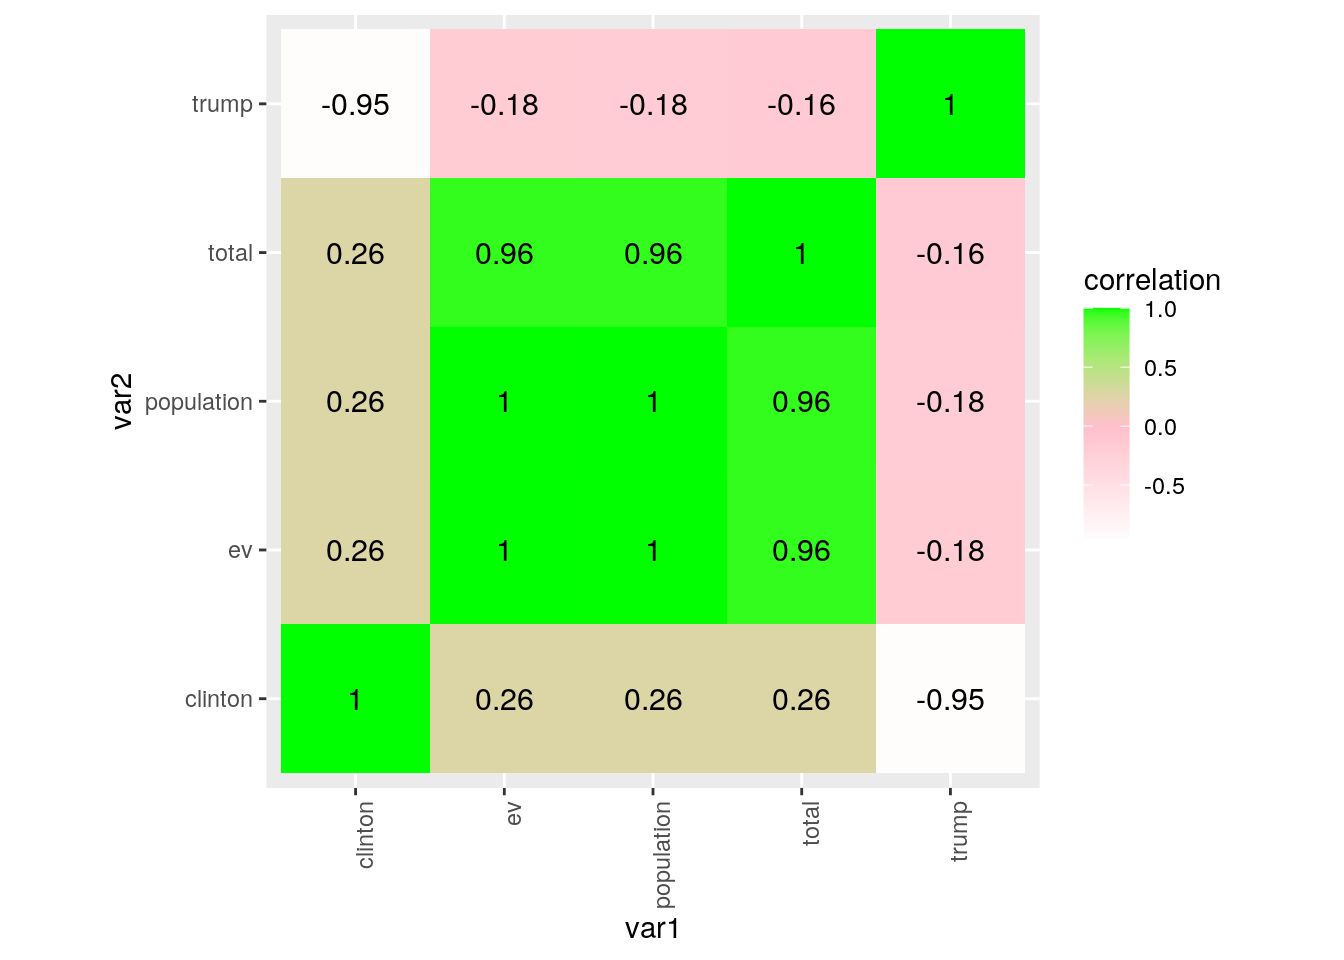 trump -0.95 -0.18 -0.18 -0.16 1
total 0.26 0.96 0.96 1 -0.16
population 0.26 1 1 0.96 -0.18
ev 0.26 1 1 0.96 -0.18
clinton 1 0.26 0.26 0.26 -0.95
var2
clinton ev population total trump
var1
correlation
1.0
0.5
0.0
-0.5